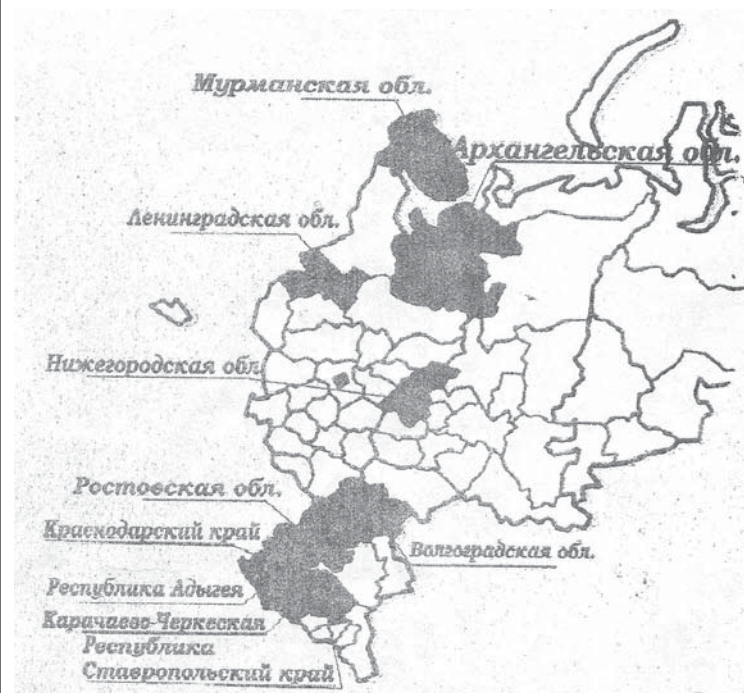 Мурманская обл.
Архангельская обл.
Ленинградская обл.
Нижегородская обл
Ростовская обл.
Краснодарский край
Волгоградская обл.
Республика Адыгея
Карачаево-Черкеская
Республика
Ставропольский край